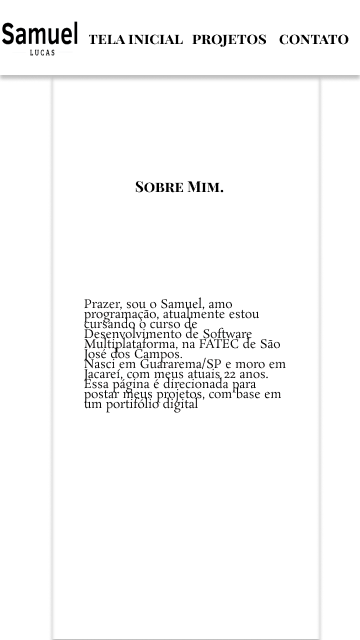 Samuel
LUCAS
TELA INICIAL PROJETOS CONTATO
Sobre Mim.
Prazer, sou o Samuel, amo
programação, atualmente estou
cursando o curso de
Desenvolvimento de Software
Multiplataforma, na FATEC de São
José dos Campos.
Nasci em Guararema/SP e moro em
Jacareí, com meus atuais 22 anos.
Essa página é direcionada para
postar meus projetos, com base em
um portifólio digital